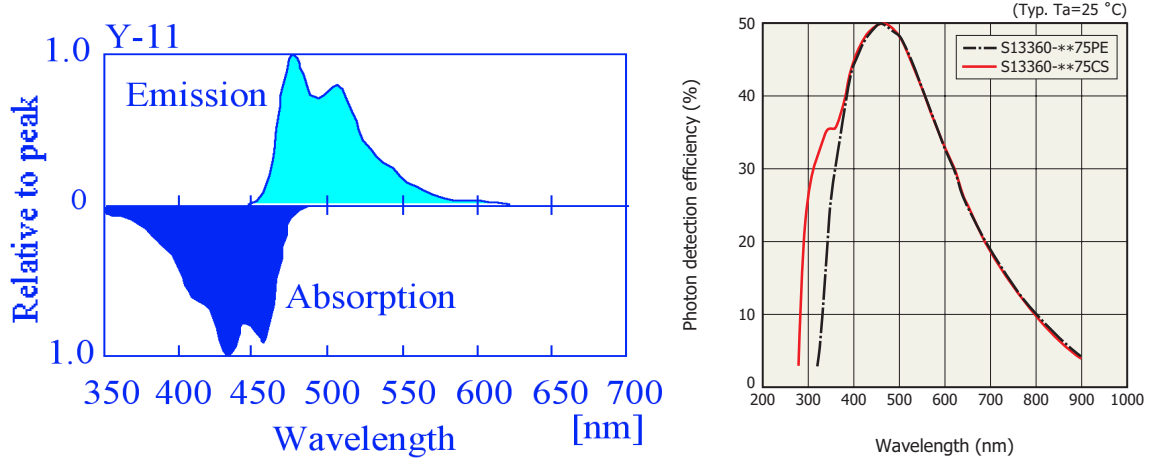 Y-11
1.0
Emission
0
Absorption
1.0
Relative to peak
350 400 450 500 550 600 650 700
Wavelength
[nm]
(Typ. Ta=25 °C)
S13360-**75PE
S13360-**75CS
50
40
30
20
10
0
Photon detection efficiency (%)
200 300 400 500 600 700 800 900 1000
Wavelength (nm)